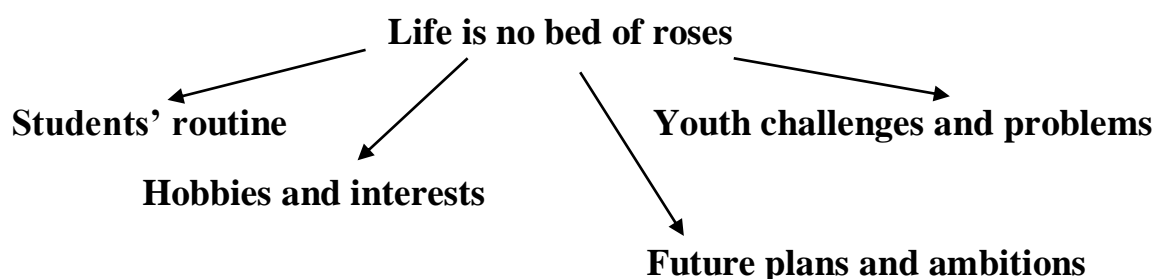 Life is no bed of roses
Students’ routine
Youth challenges and problems
Hobbies and interests
Future plans and ambitions